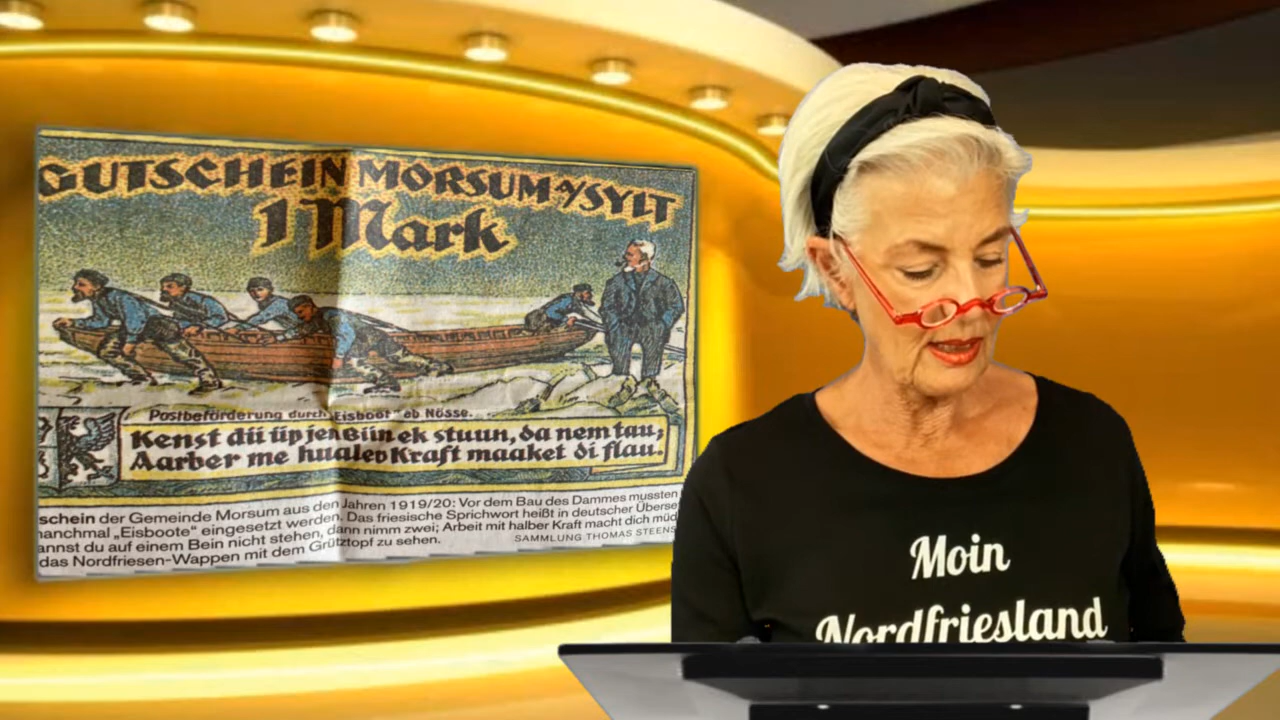 GUTSCHEIN MORSUM A/SYLT
1 Mark
Postbeförderung durch Eisboot ab Nösse.
Kenst dü üp jen Biin ek stuun, da nem tau;
Aarber me hualev Kraft maaket di flau.
schein der Gemeinde Morsum aus den Jahren 1919/20: Vor dem Bau des Dammes mussten
manchmal „Eisboote“ eingesetzt werden. Das friesische Sprichwort heißt in deutscher Überse
annst du auf einem Bein nicht stehen, dann nimm zwei; Arbeit mit halber Kraft macht dich müd
das Nordfriesen-Wappen mit dem Grütztopf zu sehen.
SAMMLUNG THOMAS STEENS
Moin
Nordfriesland